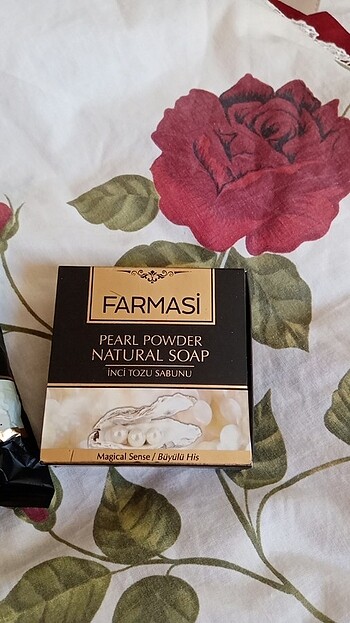 FARMASİ
PEARL POWDER
NATURAL SOAP
İNCİ TOZU SABUNU
Magical Sense / Büyülü His